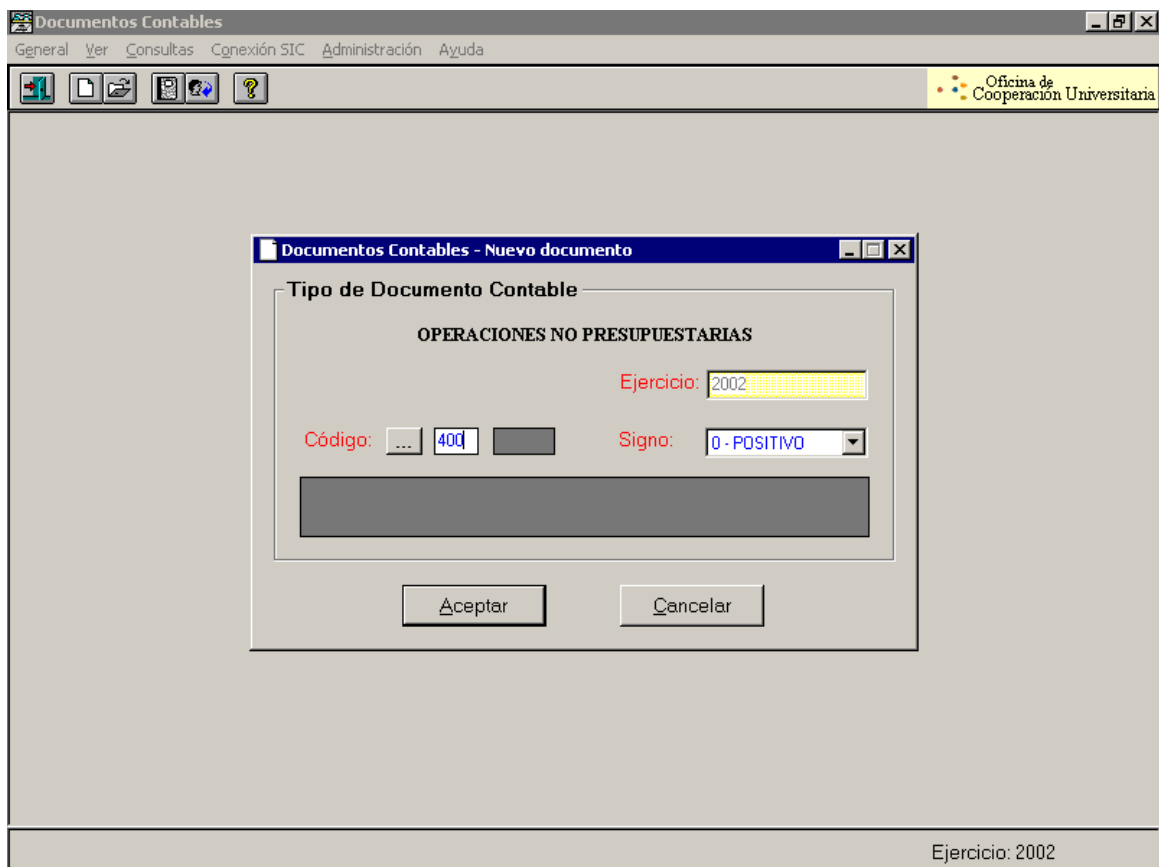 Documentos Contables
General Ver Consultas Conexión SIC Administración Ayuda
Oficina de
Cooperación Universitaria
Documentos Contables - Nuevo documento
Tipo de Documento Contable
OPERACIONES NO PRESUPUESTARIAS
Ejercicio: 2002
Código: ... 400 Signo: 0 - POSITIVO
Aceptar Cancelar
Ejercicio: 2002